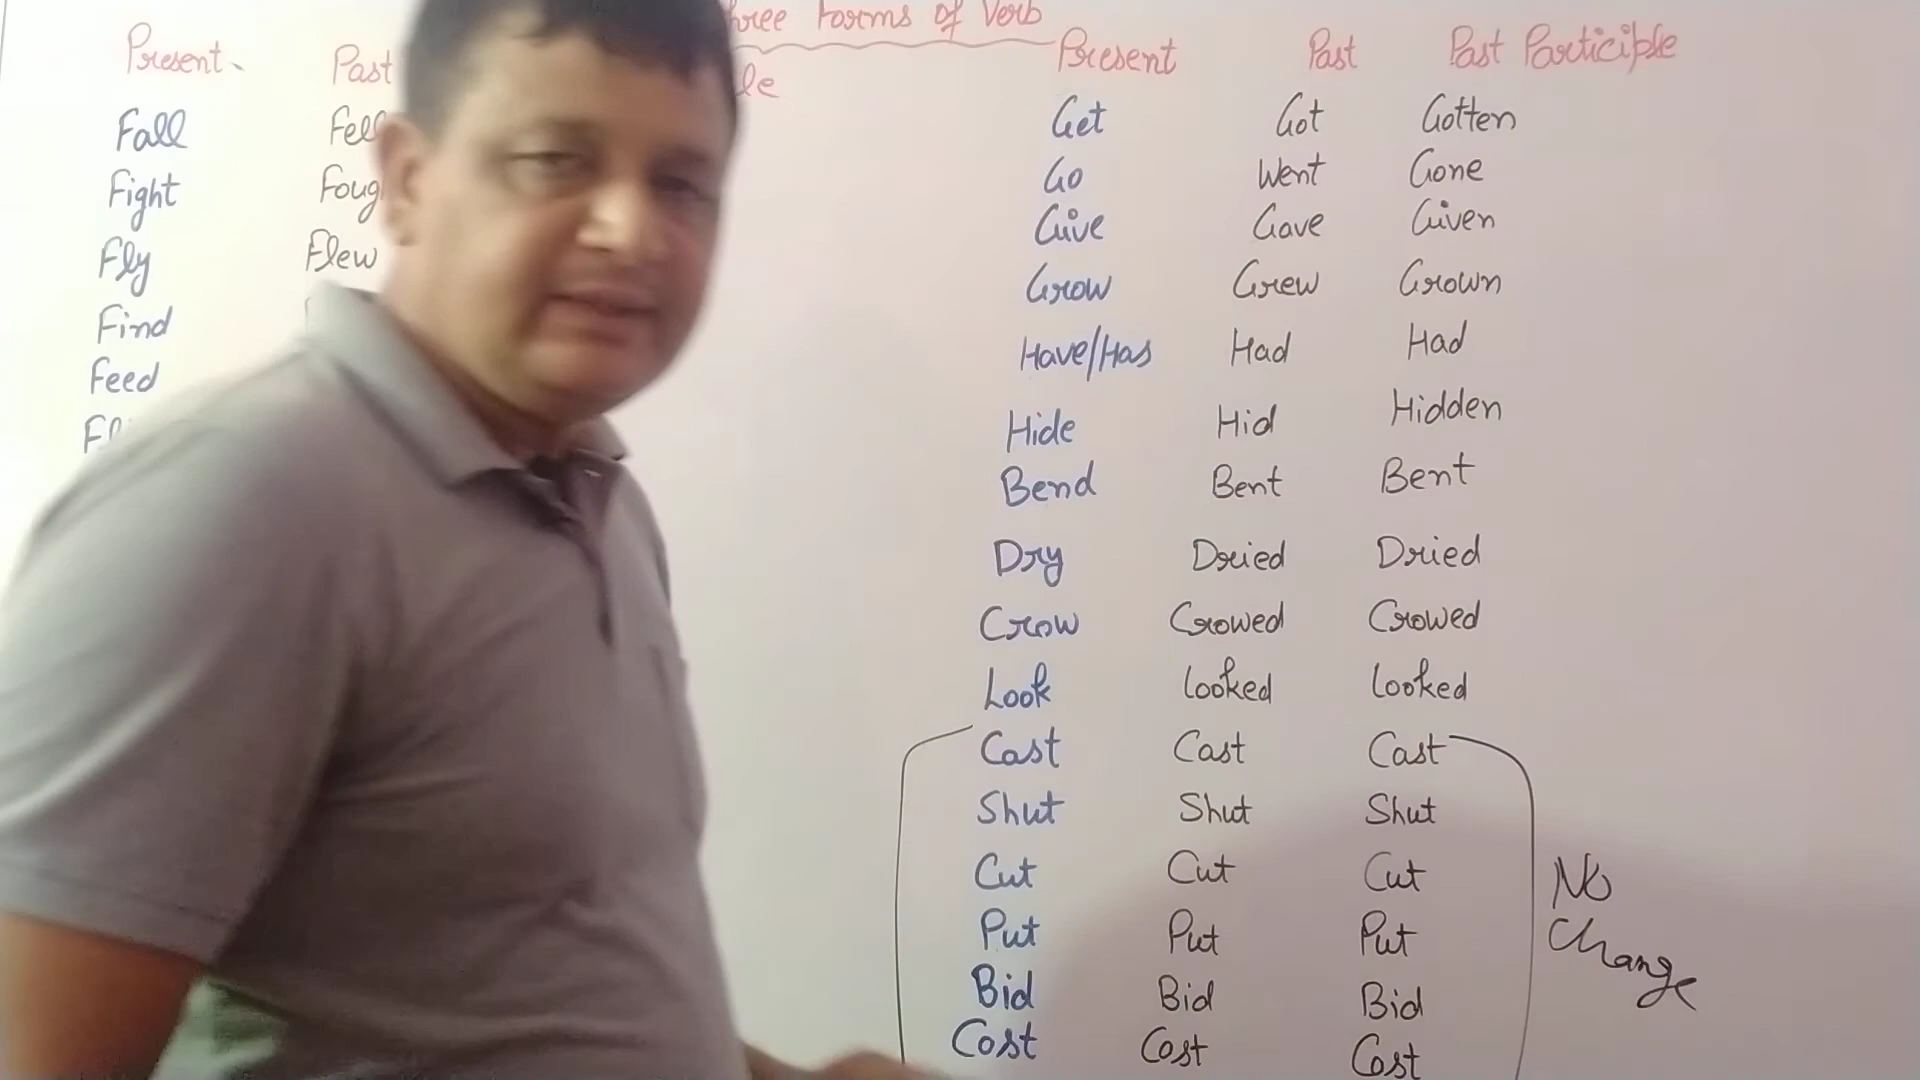 Three Forms of Verb
Present Past
Fall Fell
Fight
Fly Flew
Find
Feed
Present Past Past Participle
Get Got Gotten
Go Went Gone
Give Gave Given
Grow Grew Grown
Have/Has Had Had
Hide Hid Hidden
Bend Bent Bent
Dry Dried Dried
Crow Crowed Crowed
Look looked looked
Cast Cast Cast
Shut Shut Shut
Cut Cut Cut
Put Put Put
Bid Bid Bid
Cost Cost Cost
No
Change